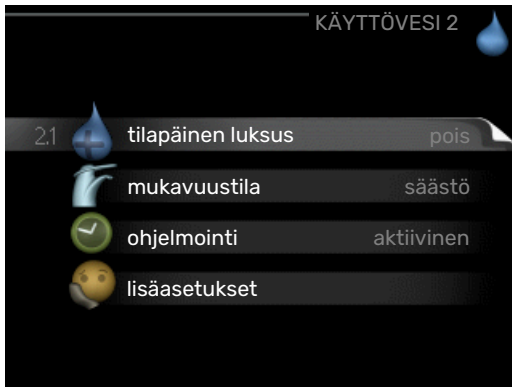 KÄYTTÖVESI 2
2.1 tilapäinen luksus pois
mukavuustila säästö
ohjelmointi aktiivinen
lisäasetukset